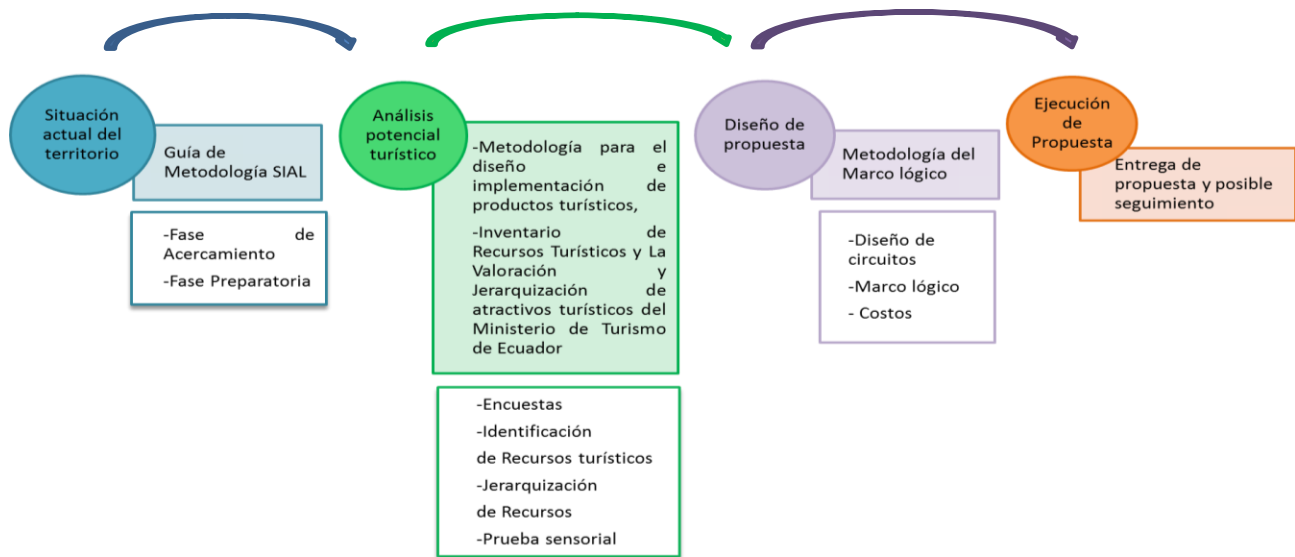 Situación
actual del
territorio
Guía de
Metodología SIAL
-Fase de
Acercamiento
-Fase Preparatoria
Análisis
potencial
turístico
-Metodología para el
diseño e
implementación de
productos turísticos,
-Inventario de
Recursos Turísticos y La
Valoración y
Jerarquización de
atractivos turísticos del
Ministerio de Turismo
de Ecuador
-Encuestas
-Identificación
de Recursos turísticos
-Jerarquización
de Recursos
-Prueba sensorial
Diseño de
propuesta
Metodología del
Marco lógico
-Diseño de
circuitos
-Marco lógico
- Costos
Ejecución
de
Propuesta
Entrega de
propuesta y posible
seguimiento